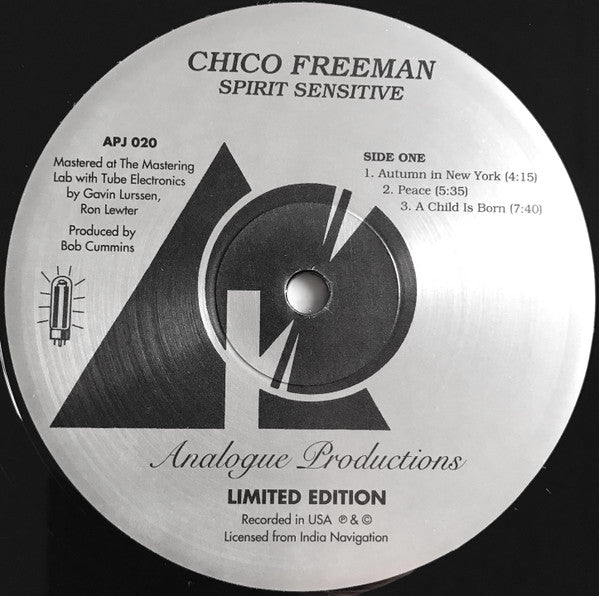 CHICO FREEMAN
SPIRIT SENSITIVE
APJ 020
Mastered at The Mastering
Lab with Tube Electronics
by Gavin Lurssen,
Ron Lewter
Produced by
Bob Cummins
SIDE ONE
1. Autumn in New York (4:15)
2. Peace (5:35)
3. A Child Is Born (7:40)
Analogue Productions
LIMITED EDITION
Recorded in USA ℗ & ©
Licensed from India Navigation